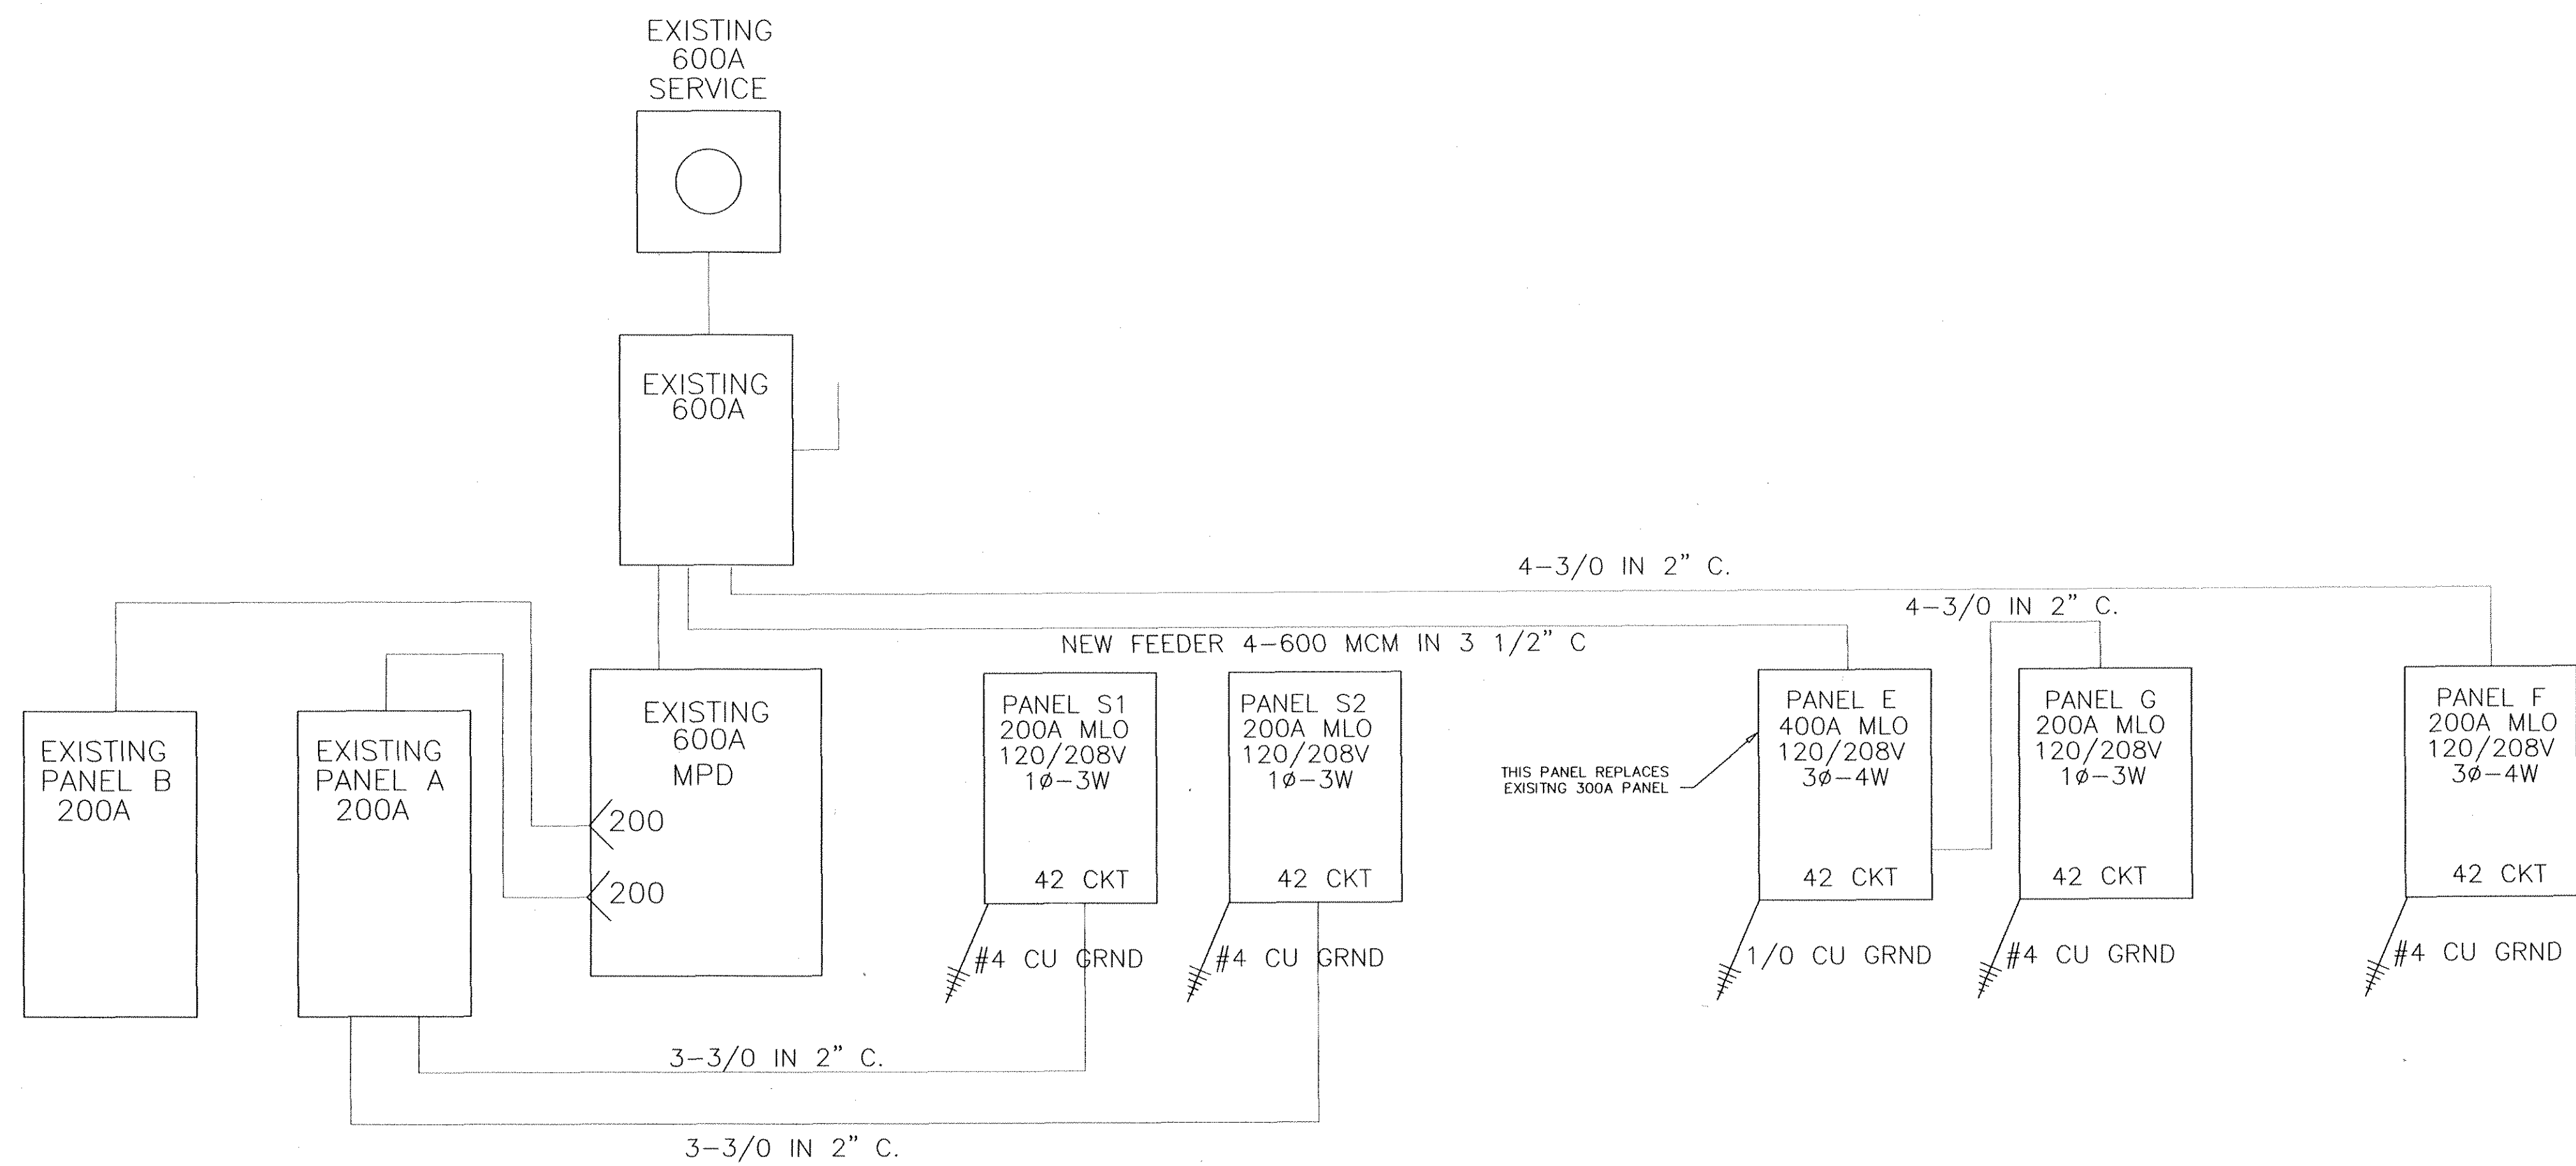 EXISTING
600A
SERVICE
EXISTING
600A
4-3/0 IN 2" C.
4-3/0 IN 2" C.
NEW FEEDER 4-600 MCM IN 3 1/2" C
EXISTING
PANEL B
200A
EXISTING
PANEL A
200A
EXISTING
600A
MPD
200
200
PANEL S1
200A MLO
120/208V
1ø-3W
42 CKT
#4 CU GRND
PANEL S2
200A MLO
120/208V
1ø-3W
42 CKT
#4 CU GRND
THIS PANEL REPLACES
EXISITNG 300A PANEL
PANEL E
400A MLO
120/208V
3ø-4W
42 CKT
1/0 CU GRND
PANEL G
200A MLO
120/208V
1ø-3W
42 CKT
#4 CU GRND
PANEL F
200A MLO
120/208V
3ø-4W
42 CKT
#4 CU GRND
3-3/0 IN 2" C.
3-3/0 IN 2" C.